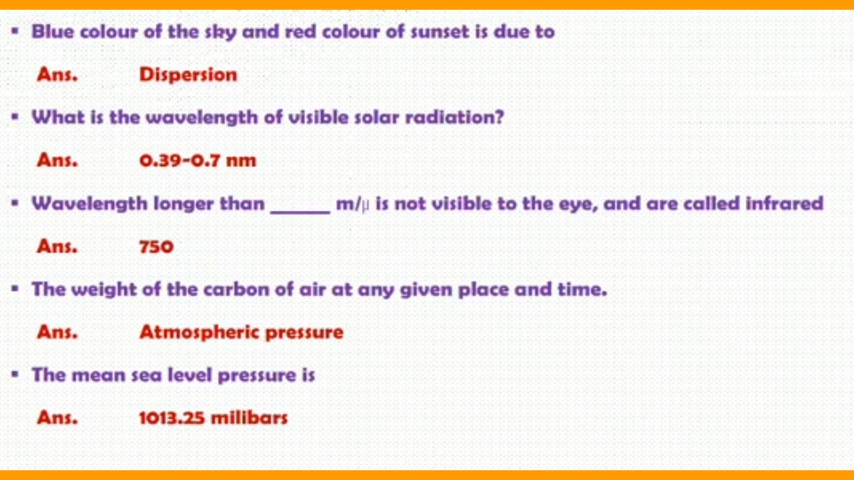 ▪ Blue colour of the sky and red colour of sunset is due to
Ans. Dispersion
▪ What is the wavelength of visible solar radiation?
Ans. 0.39-0.7 nm
▪ Wavelength longer than ______ m/µ is not visible to the eye, and are called infrared
Ans. 750
▪ The weight of the carbon of air at any given place and time.
Ans. Atmospheric pressure
▪ The mean sea level pressure is
Ans. 1013.25 milibars